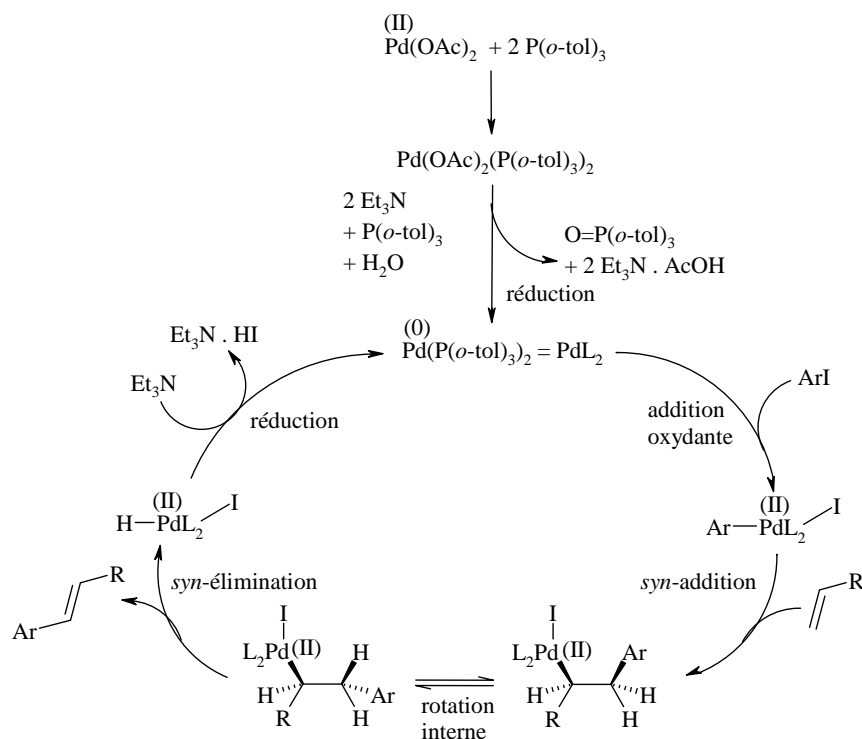 (II)
Pd(OAc)2 + 2 P(o-tol)3
Pd(OAc)2(P(o-tol)3)2
2 Et3N
+ P(o-tol)3
+ H2O
O=P(o-tol)3
+ 2 Et3N . AcOH
réduction
(0)
Pd(P(o-tol)3)2 = PdL2
Et3N . HI
Et3N
réduction
ArI
addition
oxydante
(II)
H PdL2 I
(II)
Ar PdL2 I
syn-élimination
R
Ar
syn-addition
R
I
L2Pd (II) H
H Ar
R H
rotation
interne
I
L2Pd (II) Ar
H H
R H